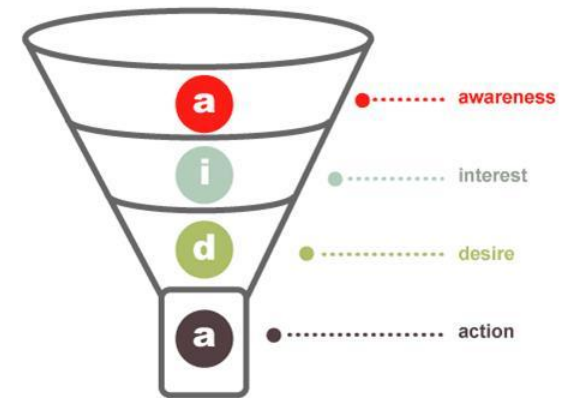 a awareness
i interest
d desire
a action